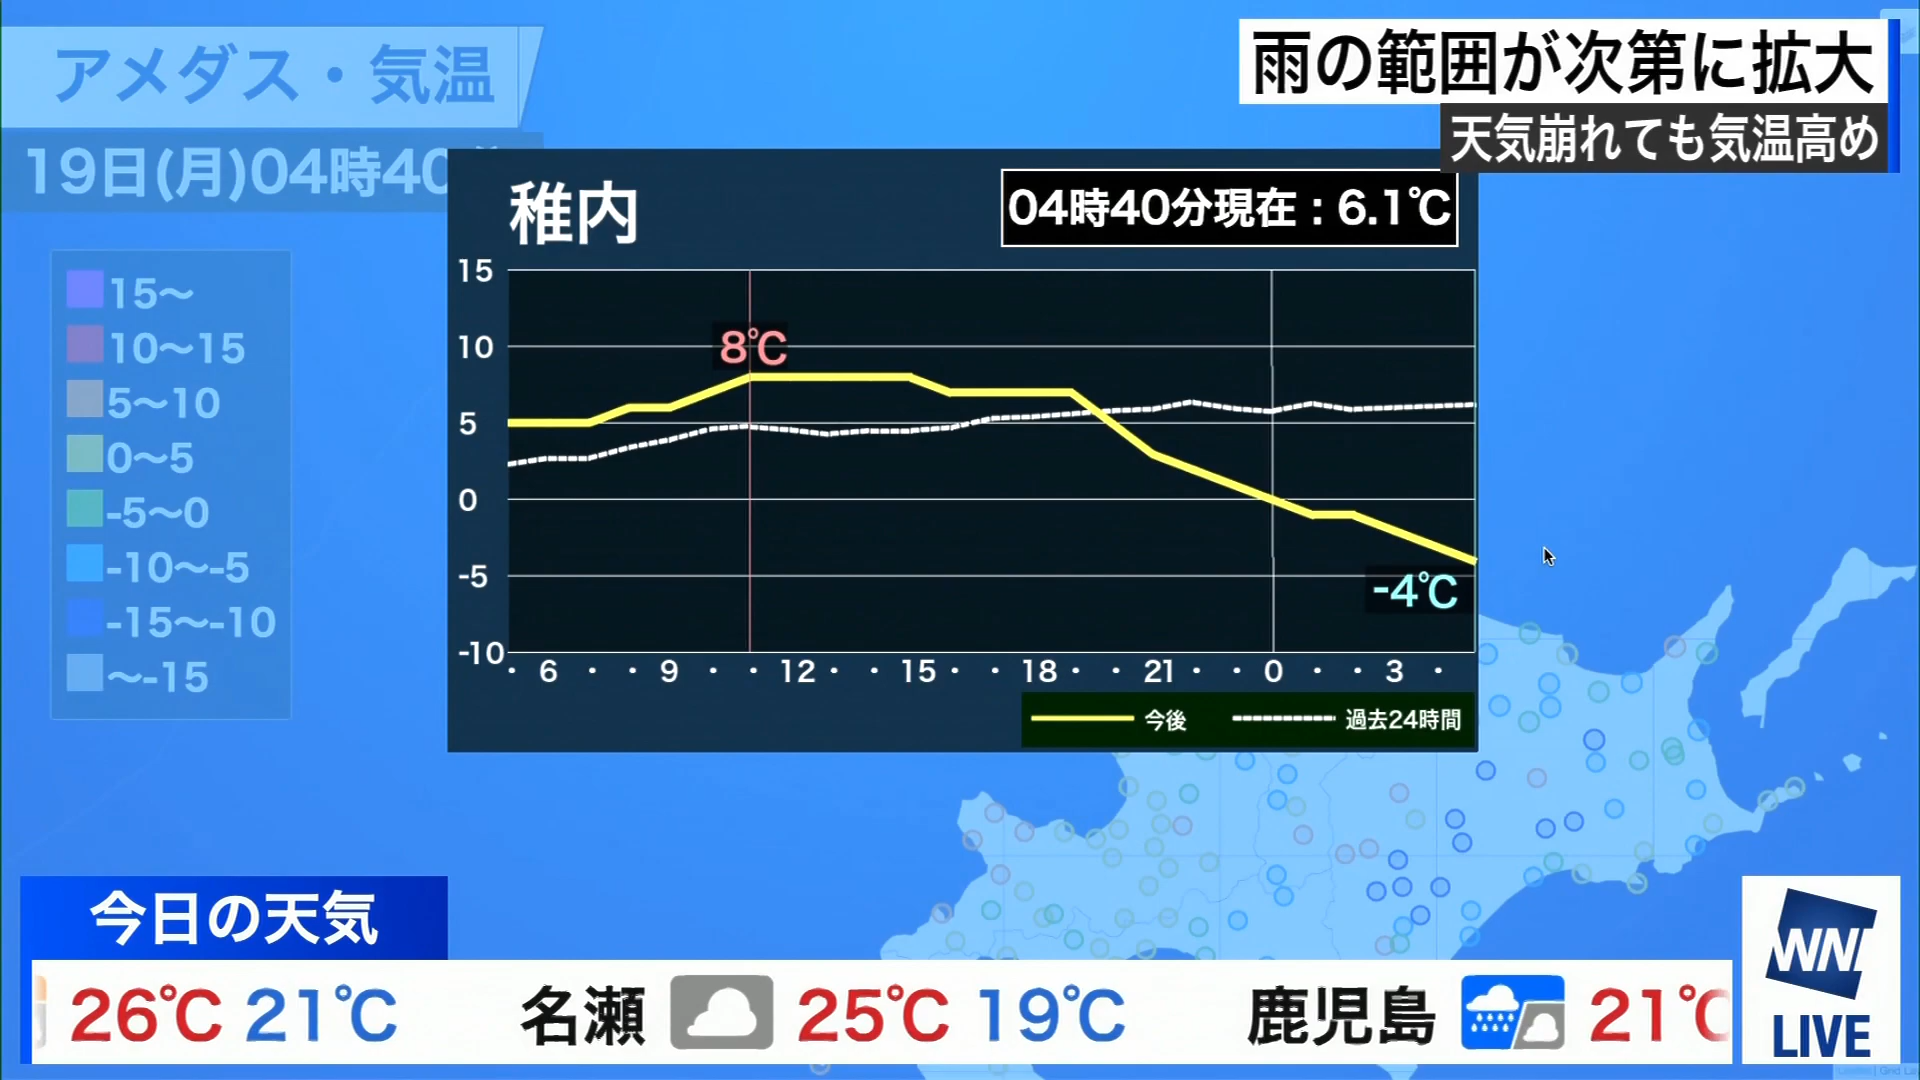 アメダス・気温
19日(月)04時40
雨の範囲が次第に拡大
天気崩れても気温高め
15〜
10〜15
5〜10
0〜5
-5〜0
-10〜-5
-15〜-10
〜-15
稚内
04時40分現在：6.1℃
15
10
5
0
-5
-10
8℃
-4℃
・ 6 ・ ・ 9 ・ ・ 12 ・ ・ 15 ・ ・ 18 ・ ・ 21 ・ ・ 0 ・ ・ 3 ・
今後 過去24時間
今日の天気
26℃ 21℃ 名瀬 25℃ 19℃ 鹿児島 21℃
WNI
LIVE